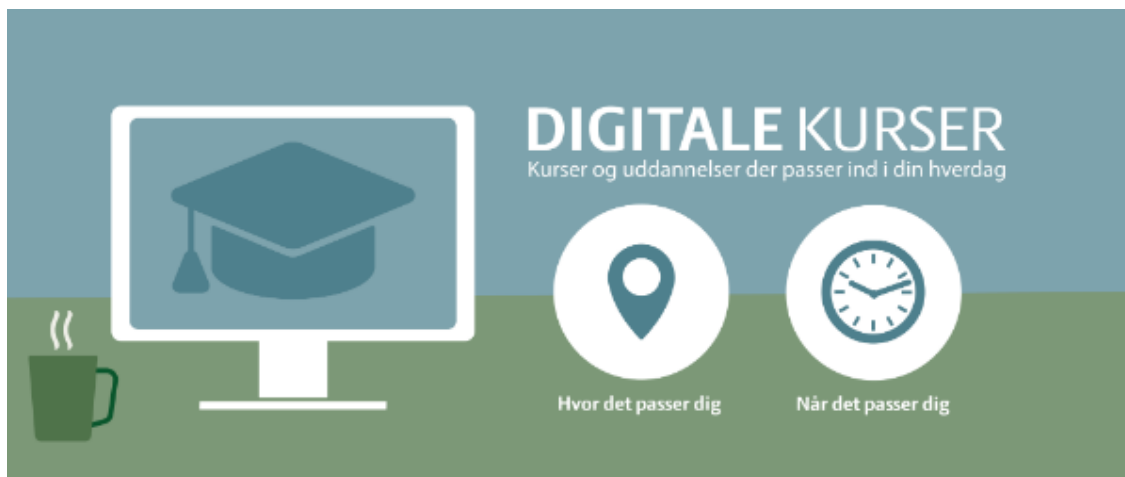 DIGITALE KURSER
Kurser og uddannelser der passer ind i din hverdag
Hvor det passer dig
Når det passer dig